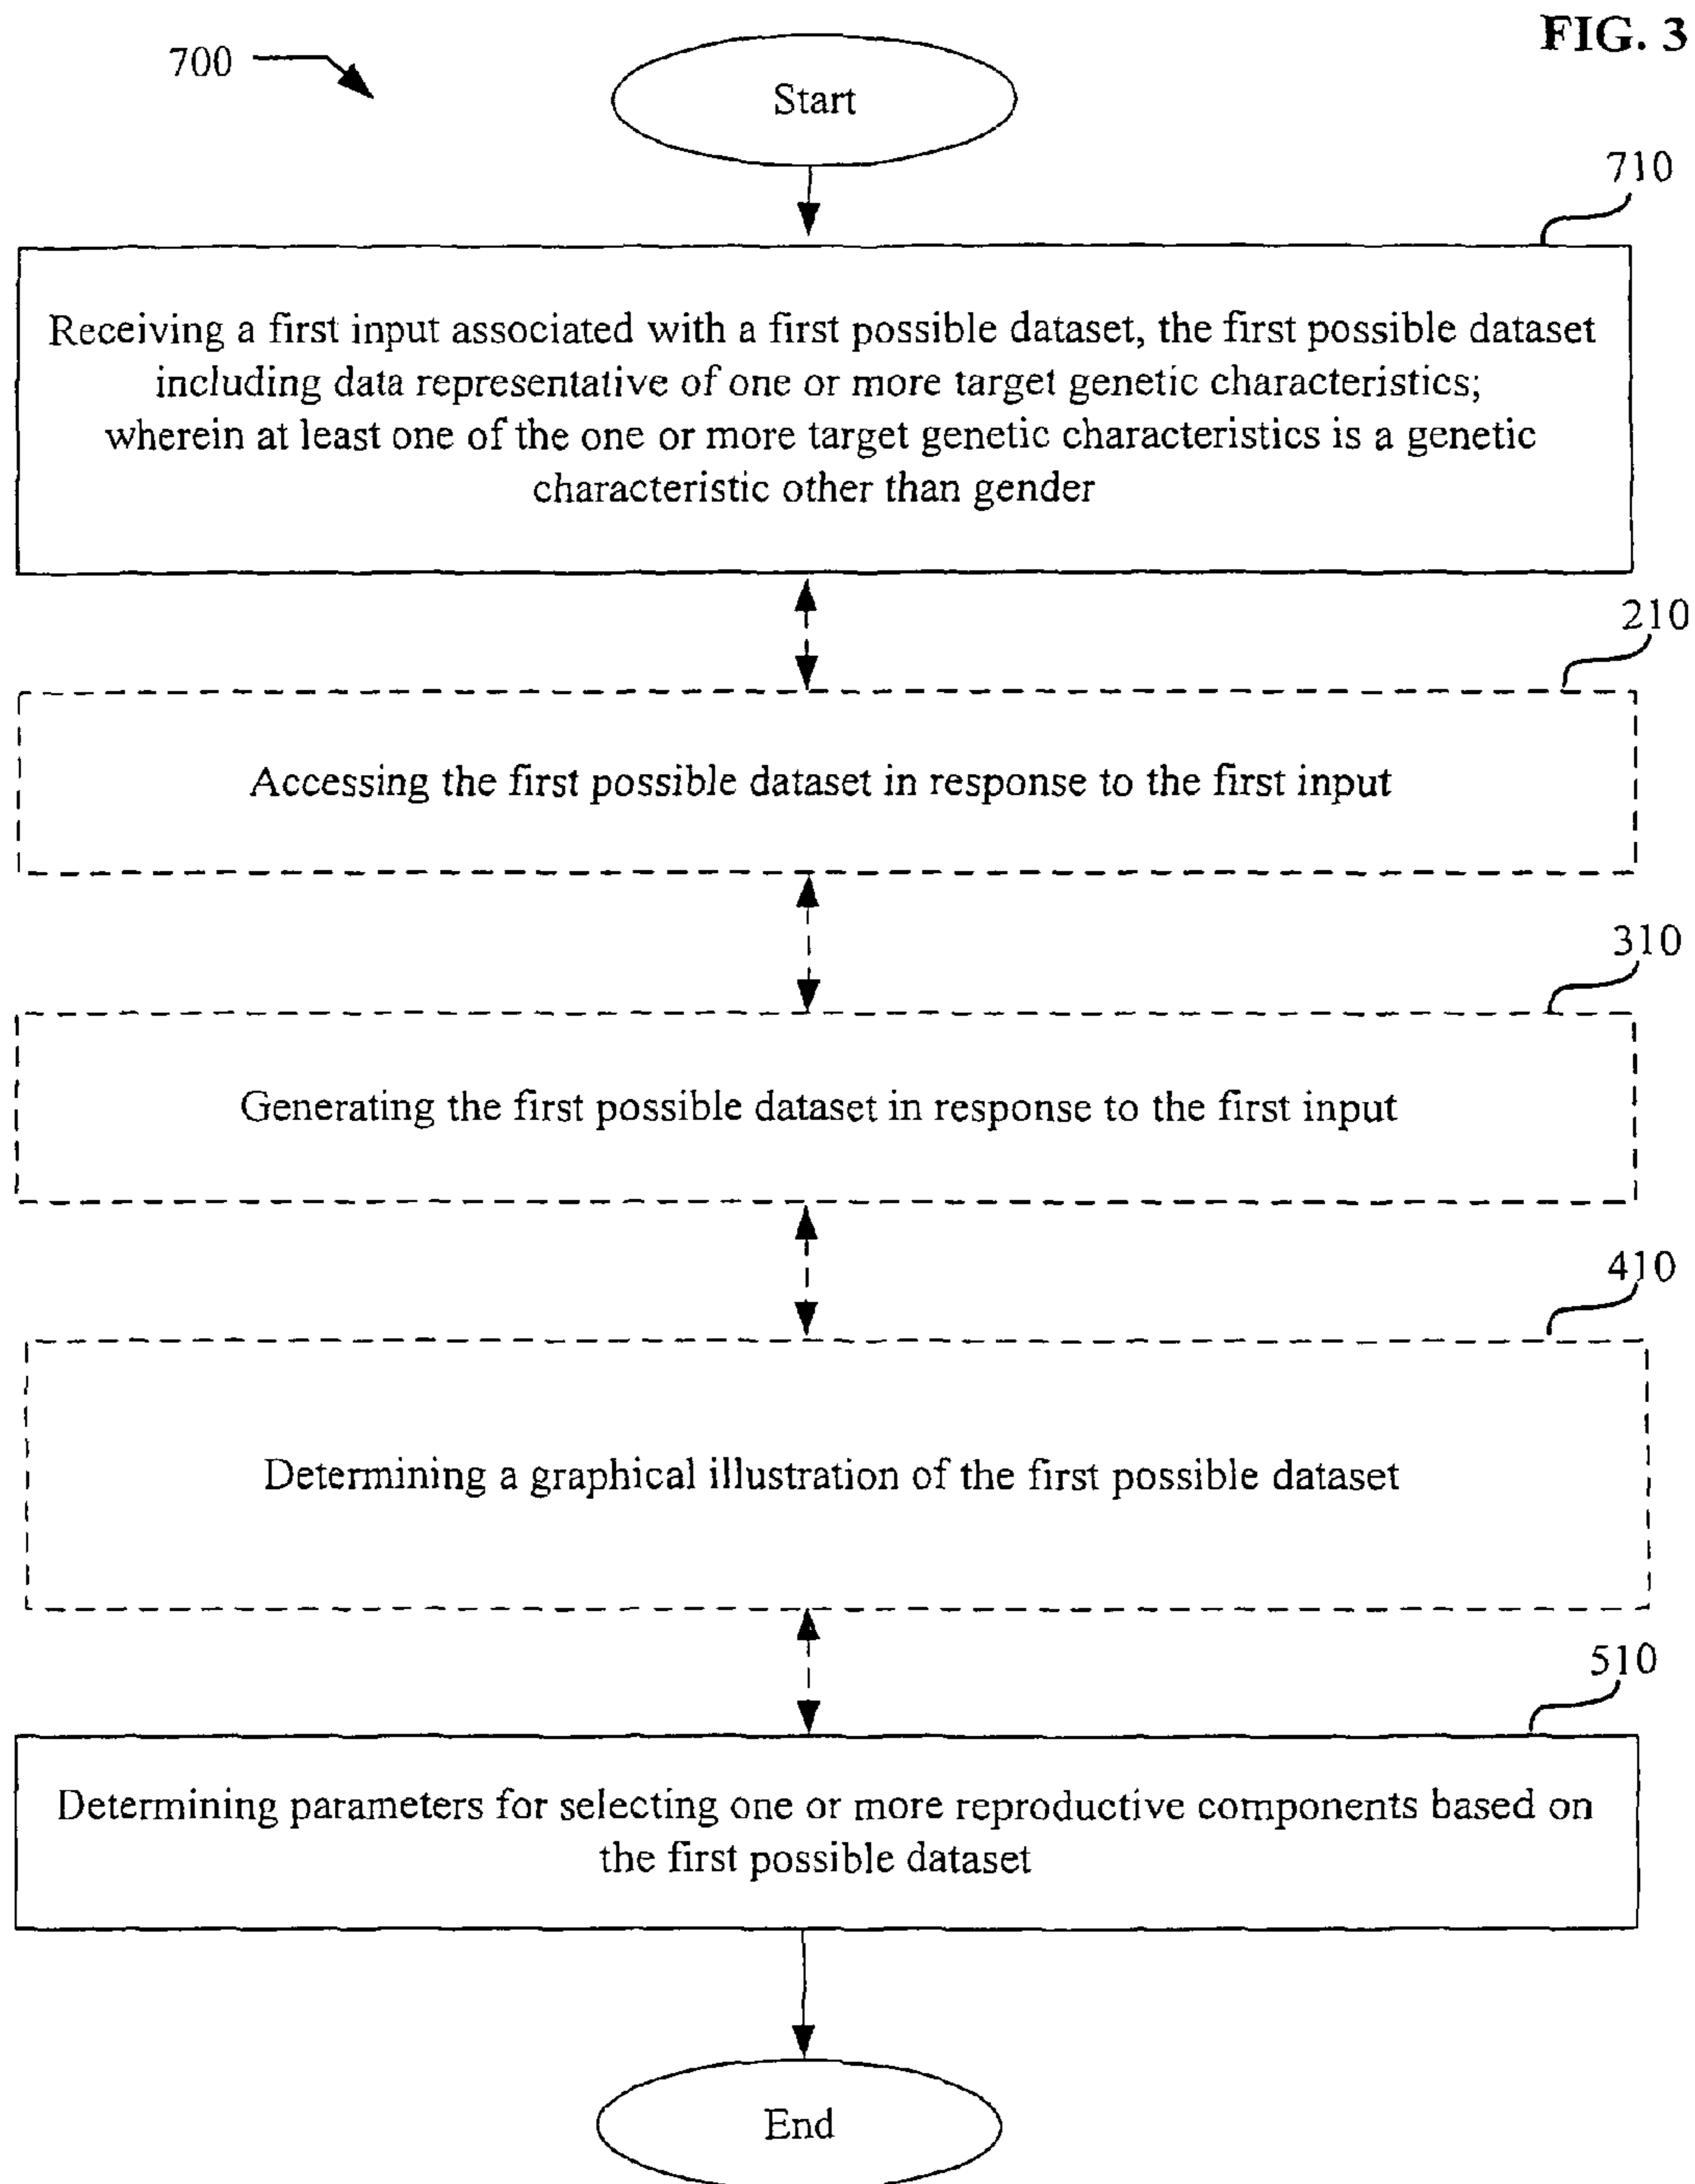 FIG. 3
700
Start
710
Receiving a first input associated with a first possible dataset, the first possible dataset
including data representative of one or more target genetic characteristics;
wherein at least one of the one or more target genetic characteristics is a genetic
characteristic other than gender
210
Accessing the first possible dataset in response to the first input
310
Generating the first possible dataset in response to the first input
410
Determining a graphical illustration of the first possible dataset
510
Determining parameters for selecting one or more reproductive components based on
the first possible dataset
End